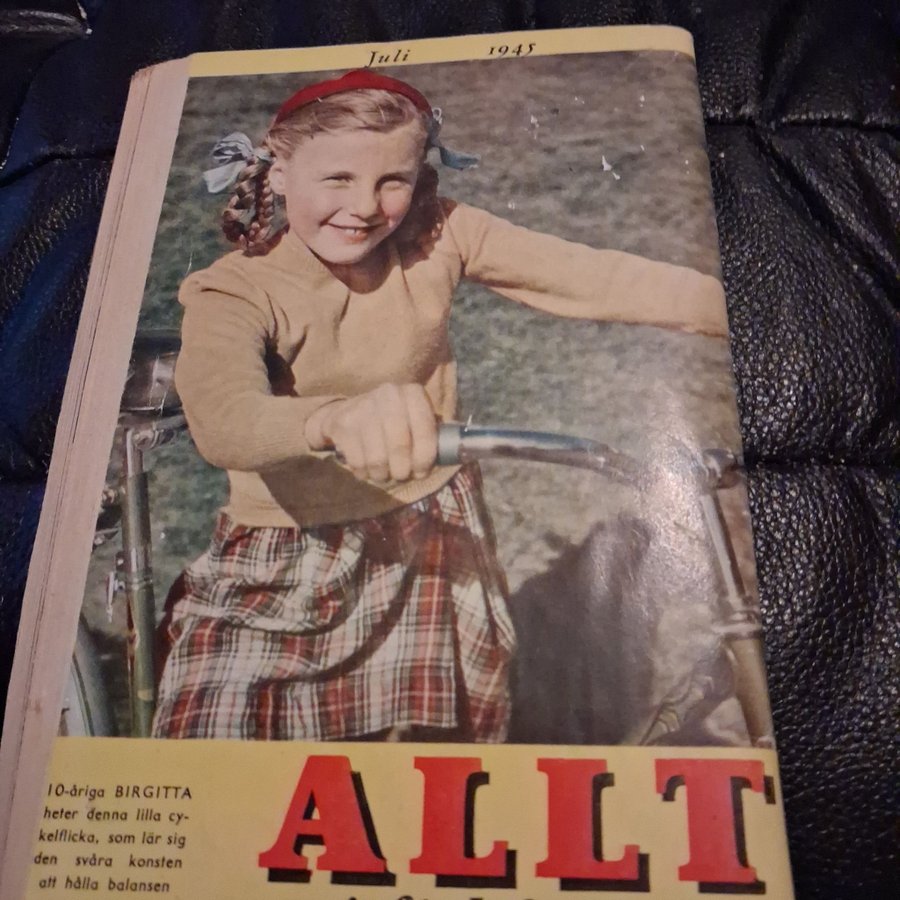 Juli 1945
10-åriga BIRGITTA
heter denna lilla cy-
kelflicka, som lär sig
den svåra konsten
att hålla balansen
ALLT